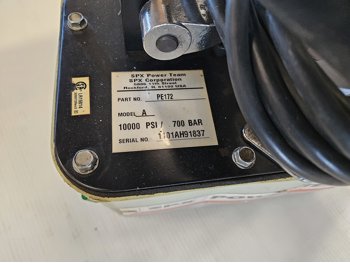 SPX Power Team
SPX Corporation
Rockford, IL 61109 USA
PART NO. PE172
MODEL A
10000 PSI / 700 BAR
SERIAL NO. 1101AH91837